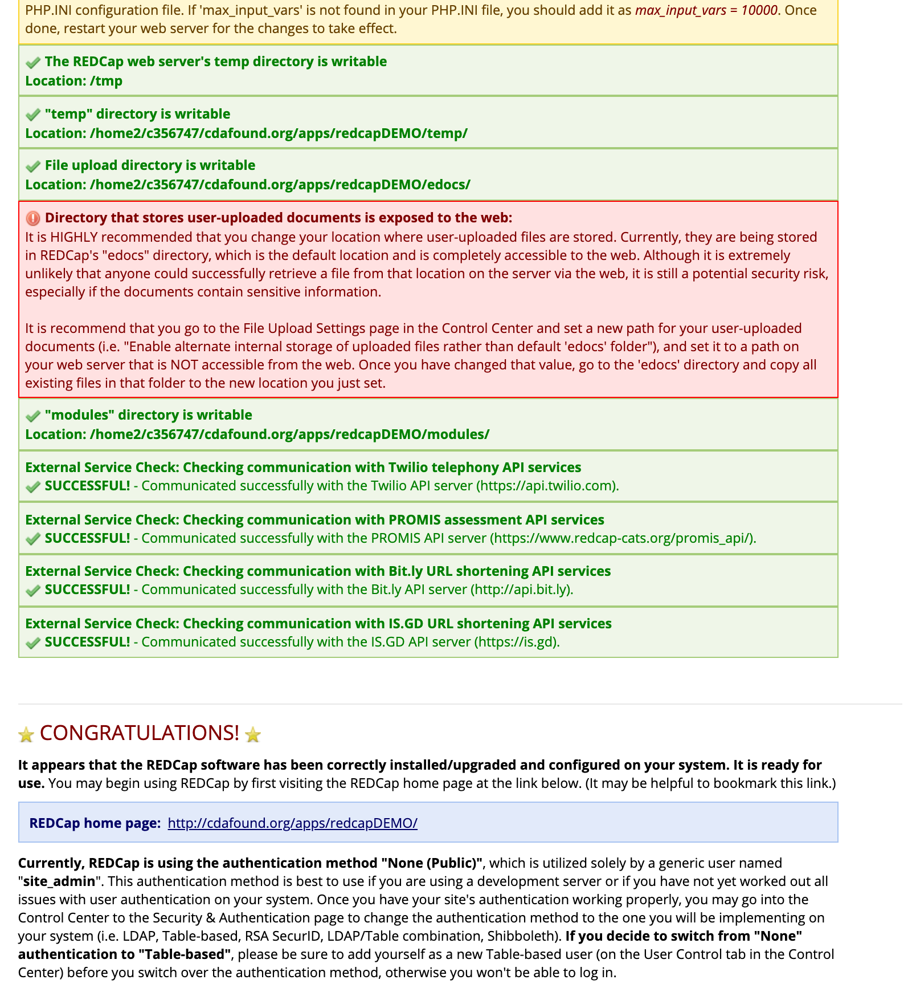 PHP.INI configuration file. If 'max_input_vars' is not found in your PHP.INI file, you should add it as max_input_vars = 10000. Once
done, restart your web server for the changes to take effect.
The REDCap web server's temp directory is writable
Location: /tmp
"temp" directory is writable
Location: /home2/c356747/cdafound.org/apps/redcapDEMO/temp/
File upload directory is writable
Location: /home2/c356747/cdafound.org/apps/redcapDEMO/edocs/
Directory that stores user-uploaded documents is exposed to the web:
It is HIGHLY recommended that you change your location where user-uploaded files are stored. Currently, they are being stored
in REDCap's "edocs" directory, which is the default location and is completely accessible to the web. Although it is extremely
unlikely that anyone could successfully retrieve a file from that location on the server via the web, it is still a potential security risk,
especially if the documents contain sensitive information.
It is recommend that you go to the File Upload Settings page in the Control Center and set a new path for your user-uploaded
documents (i.e. "Enable alternate internal storage of uploaded files rather than default 'edocs' folder"), and set it to a path on
your web server that is NOT accessible from the web. Once you have changed that value, go to the 'edocs' directory and copy all
existing files in that folder to the new location you just set.
"modules" directory is writable
Location: /home2/c356747/cdafound.org/apps/redcapDEMO/modules/
External Service Check: Checking communication with Twilio telephony API services
SUCCESSFUL! - Communicated successfully with the Twilio API server (https://api.twilio.com).
External Service Check: Checking communication with PROMIS assessment API services
SUCCESSFUL! - Communicated successfully with the PROMIS API server (https://www.redcap-cats.org/promis_api/).
External Service Check: Checking communication with Bit.ly URL shortening API services
SUCCESSFUL! - Communicated successfully with the Bit.ly API server (http://api.bit.ly).
External Service Check: Checking communication with IS.GD URL shortening API services
SUCCESSFUL! - Communicated successfully with the IS.GD API server (https://is.gd).
CONGRATULATIONS!
It appears that the REDCap software has been correctly installed/upgraded and configured on your system. It is ready for
use. You may begin using REDCap by first visiting the REDCap home page at the link below. (It may be helpful to bookmark this link.)
REDCap home page: http://cdafound.org/apps/redcapDEMO/
Currently, REDCap is using the authentication method "None (Public)", which is utilized solely by a generic user named
"site_admin". This authentication method is best to use if you are using a development server or if you have not yet worked out all
issues with user authentication on your system. Once you have your site's authentication working properly, you may go into the
Control Center to the Security & Authentication page to change the authentication method to the one you will be implementing on
your system (i.e. LDAP, Table-based, RSA SecurID, LDAP/Table combination, Shibboleth). If you decide to switch from "None"
authentication to "Table-based", please be sure to add yourself as a new Table-based user (on the User Control tab in the Control
Center) before you switch over the authentication method, otherwise you won't be able to log in.